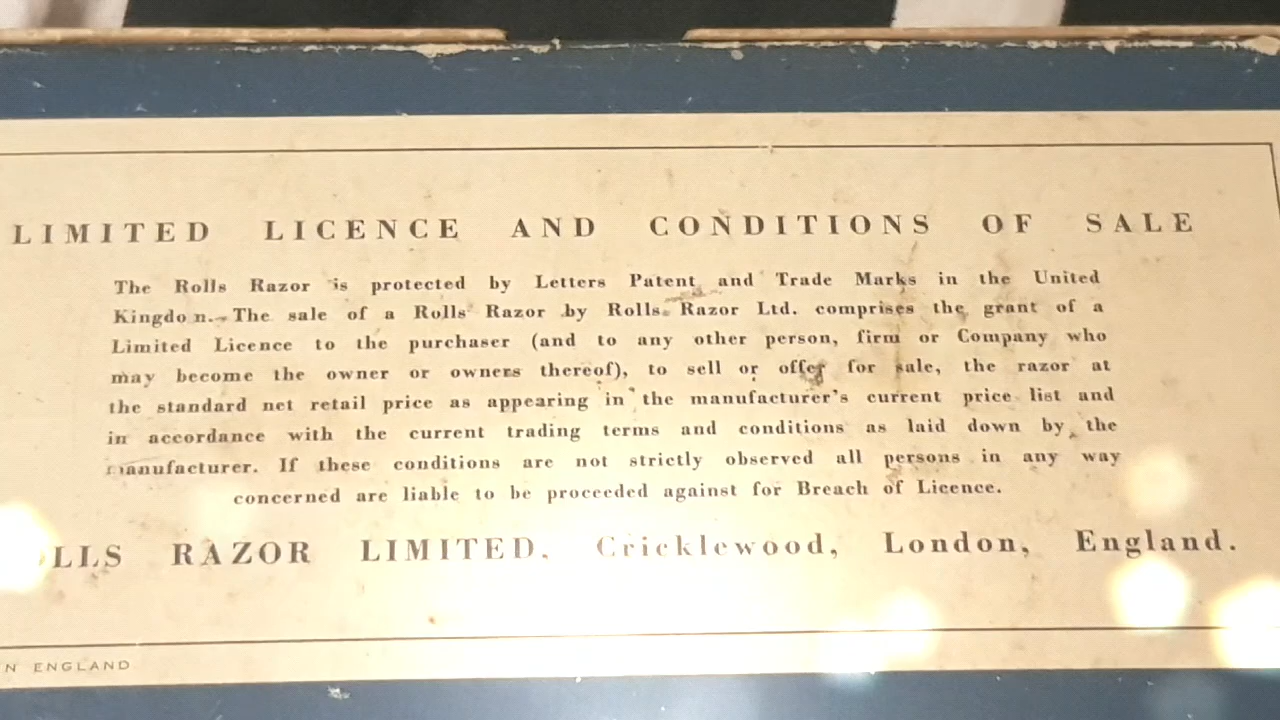 LIMITED LICENCE AND CONDITIONS OF SALE
The Rolls Razor is protected by Letters Patent and Trade Marks in the United
Kingdo n. The sale of a Rolls Razor by Rolls Razor Ltd. comprises the grant of a
Limited Licence to the purchaser (and to any other person, firm or Company who
may become the owner or owners thereof), to sell or offer for sale, the razor at
the standard net retail price as appearing in the manufacturer's current price list and
in accordance with the current trading terms and conditions as laid down by the
manufacturer. If these conditions are not strictly observed all persons in any way
concerned are liable to be proceeded against for Breach of Licence.
OLLS RAZOR LIMITED. Cricklewood, London, England.
N ENGLAND